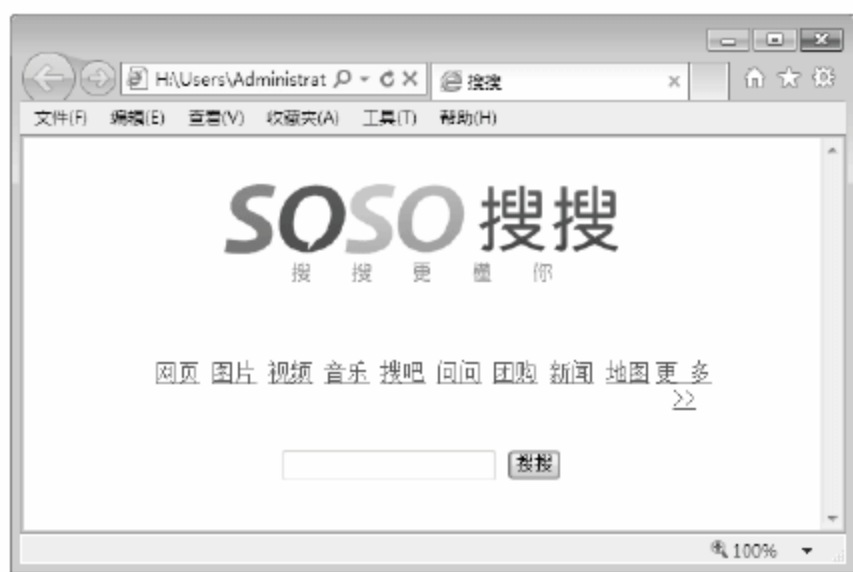 H:\Users\Administrat
搜搜
文件(F) 编辑(E) 查看(V) 收藏夹(A) 工具(T) 帮助(H)
SOSO 搜搜
搜 搜 更 懂 你
网页 图片 视频 音乐 搜吧 问问 团购 新闻 地图 更 多
>>
搜搜
100%